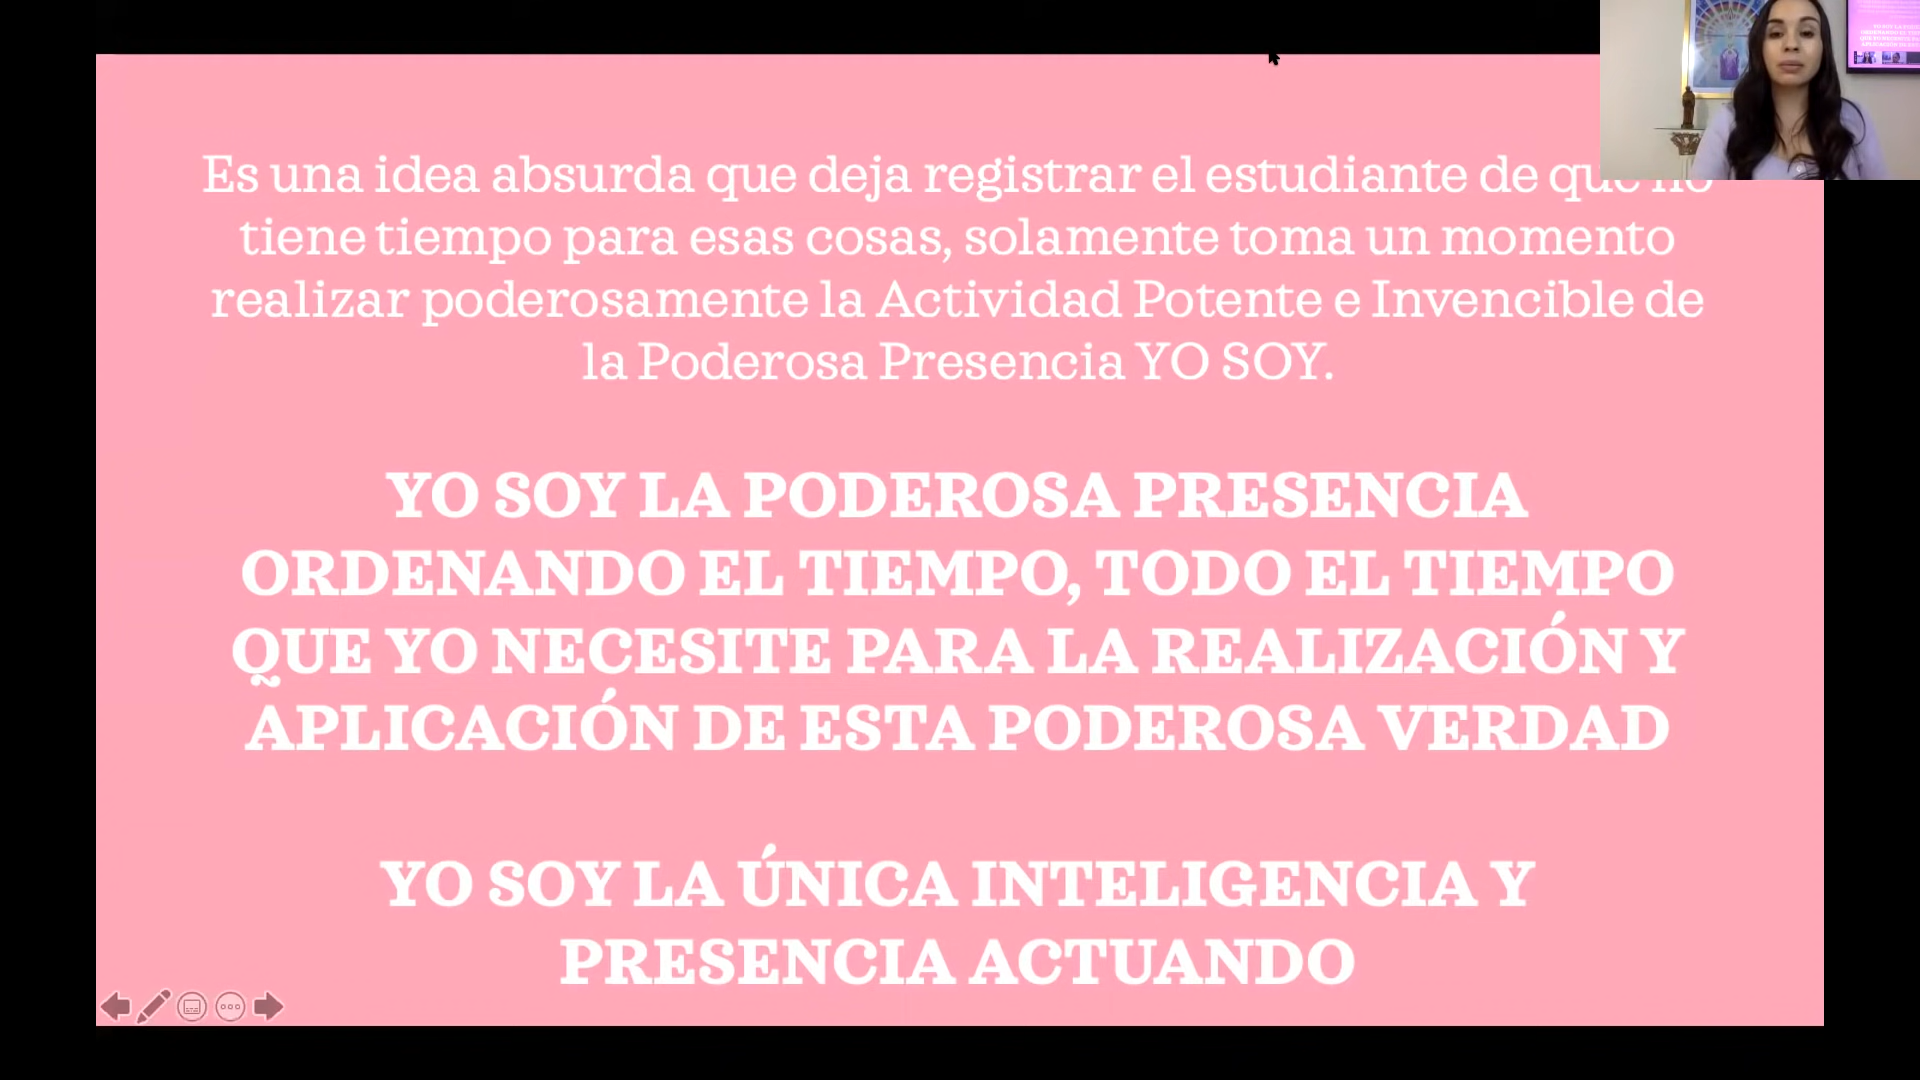 Es una idea absurda que deja registrar el estudiante de que no
tiene tiempo para esas cosas, solamente toma un momento
realizar poderosamente la Actividad Potente e Invencible de
la Poderosa Presencia YO SOY.
YO SOY LA PODEROSA PRESENCIA
ORDENANDO EL TIEMPO, TODO EL TIEMPO
QUE YO NECESITE PARA LA REALIZACIÓN Y
APLICACIÓN DE ESTA PODEROSA VERDAD
YO SOY LA ÚNICA INTELIGENCIA Y
PRESENCIA ACTUANDO